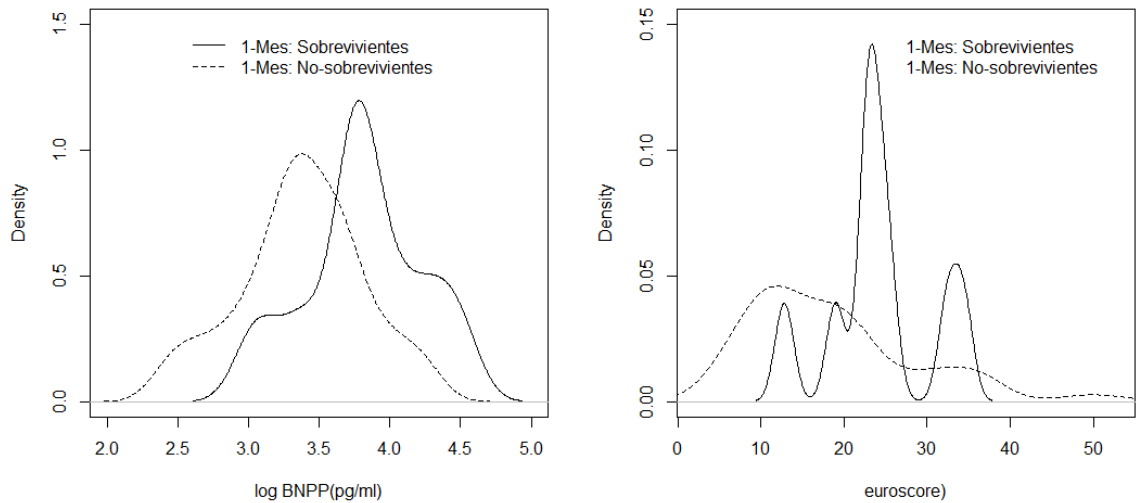 1.5
1.0
0.5
0.0
Density
1-Mes: Sobrevivientes
1-Mes: No-sobrevivientes
2.0 2.5 3.0 3.5 4.0 4.5 5.0
log BNPP(pg/ml)
0.15
0.10
0.05
0.00
Density
1-Mes: Sobrevivientes
1-Mes: No-sobrevivientes
0 10 20 30 40 50
euroscore)